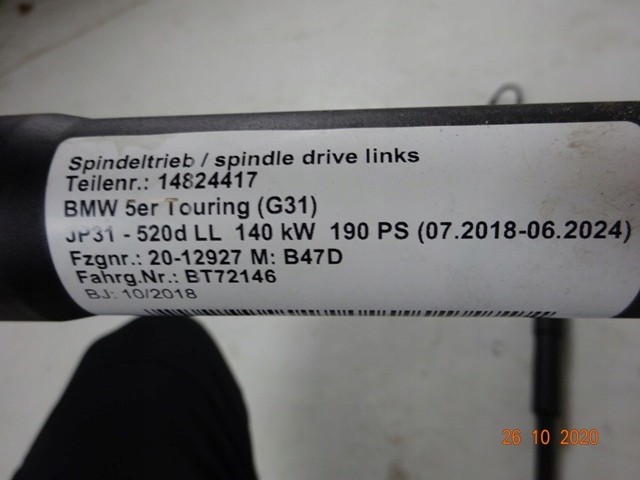 Spindeltrieb / spindle drive links
Teilenr.: 14824417
BMW 5er Touring (G31)
JP31 - 520d LL 140 kW 190 PS (07.2018-06.2024)
Fzgnr.: 20-12927 M: B47D
Fahrg.Nr.: BT72146
BJ: 10/2018
26 10 2020